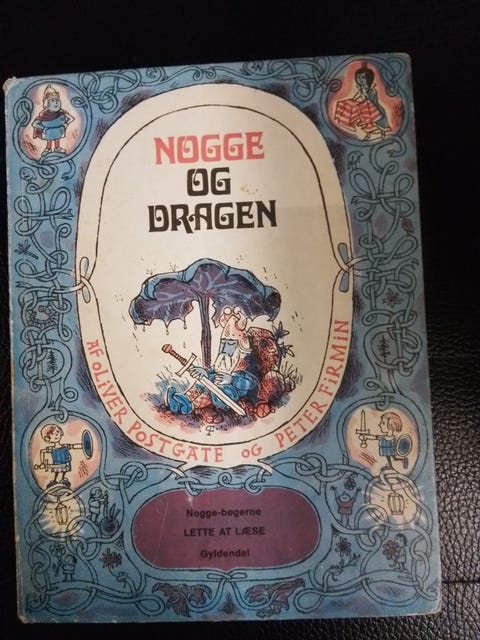 NOGGE
OG
DRAGEN
AF OLIVER POSTGATE OG PETER FIRMIN
Nogge-bøgerne
LETTE AT LÆSE
Gyldendal